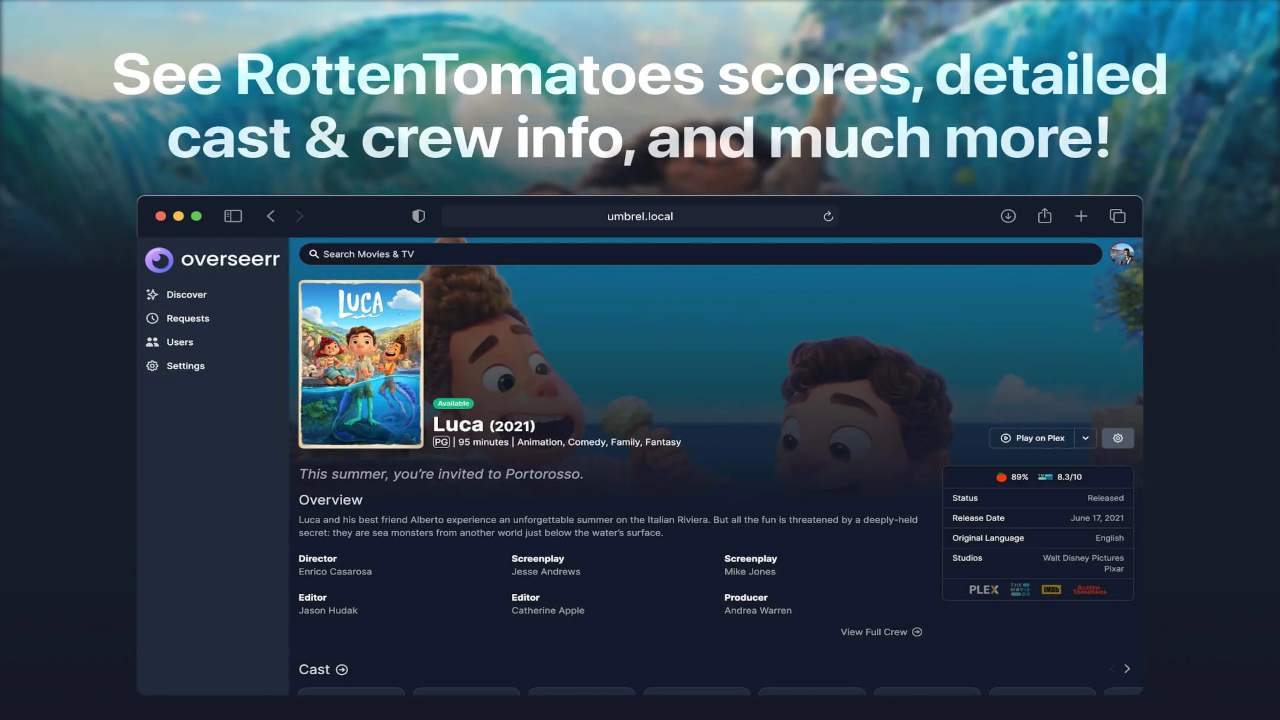 See RottenTomatoes scores, detailed
cast & crew info, and much more!
umbrel.local
overseerr
Search Movies & TV
Discover
Requests
Users
Settings
LUCA
Available
Luca (2021)
PG | 95 minutes | Animation, Comedy, Family, Fantasy
Play on Plex
This summer, you're invited to Portorosso.
Overview
Luca and his best friend Alberto experience an unforgettable summer on the Italian Riviera. But all the fun is threatened by a deeply-held
secret: they are sea monsters from another world just below the water's surface.
Director
Enrico Casarosa
Screenplay
Jesse Andrews
Screenplay
Mike Jones
Editor
Jason Hudak
Editor
Catherine Apple
Producer
Andrea Warren
View Full Crew
Cast
89% 8.3/10
Status Released
Release Date June 17, 2021
Original Language English
Studios Walt Disney Pictures
Pixar
PLEX THE MOVIE DB IMDb Rotten Tomatoes